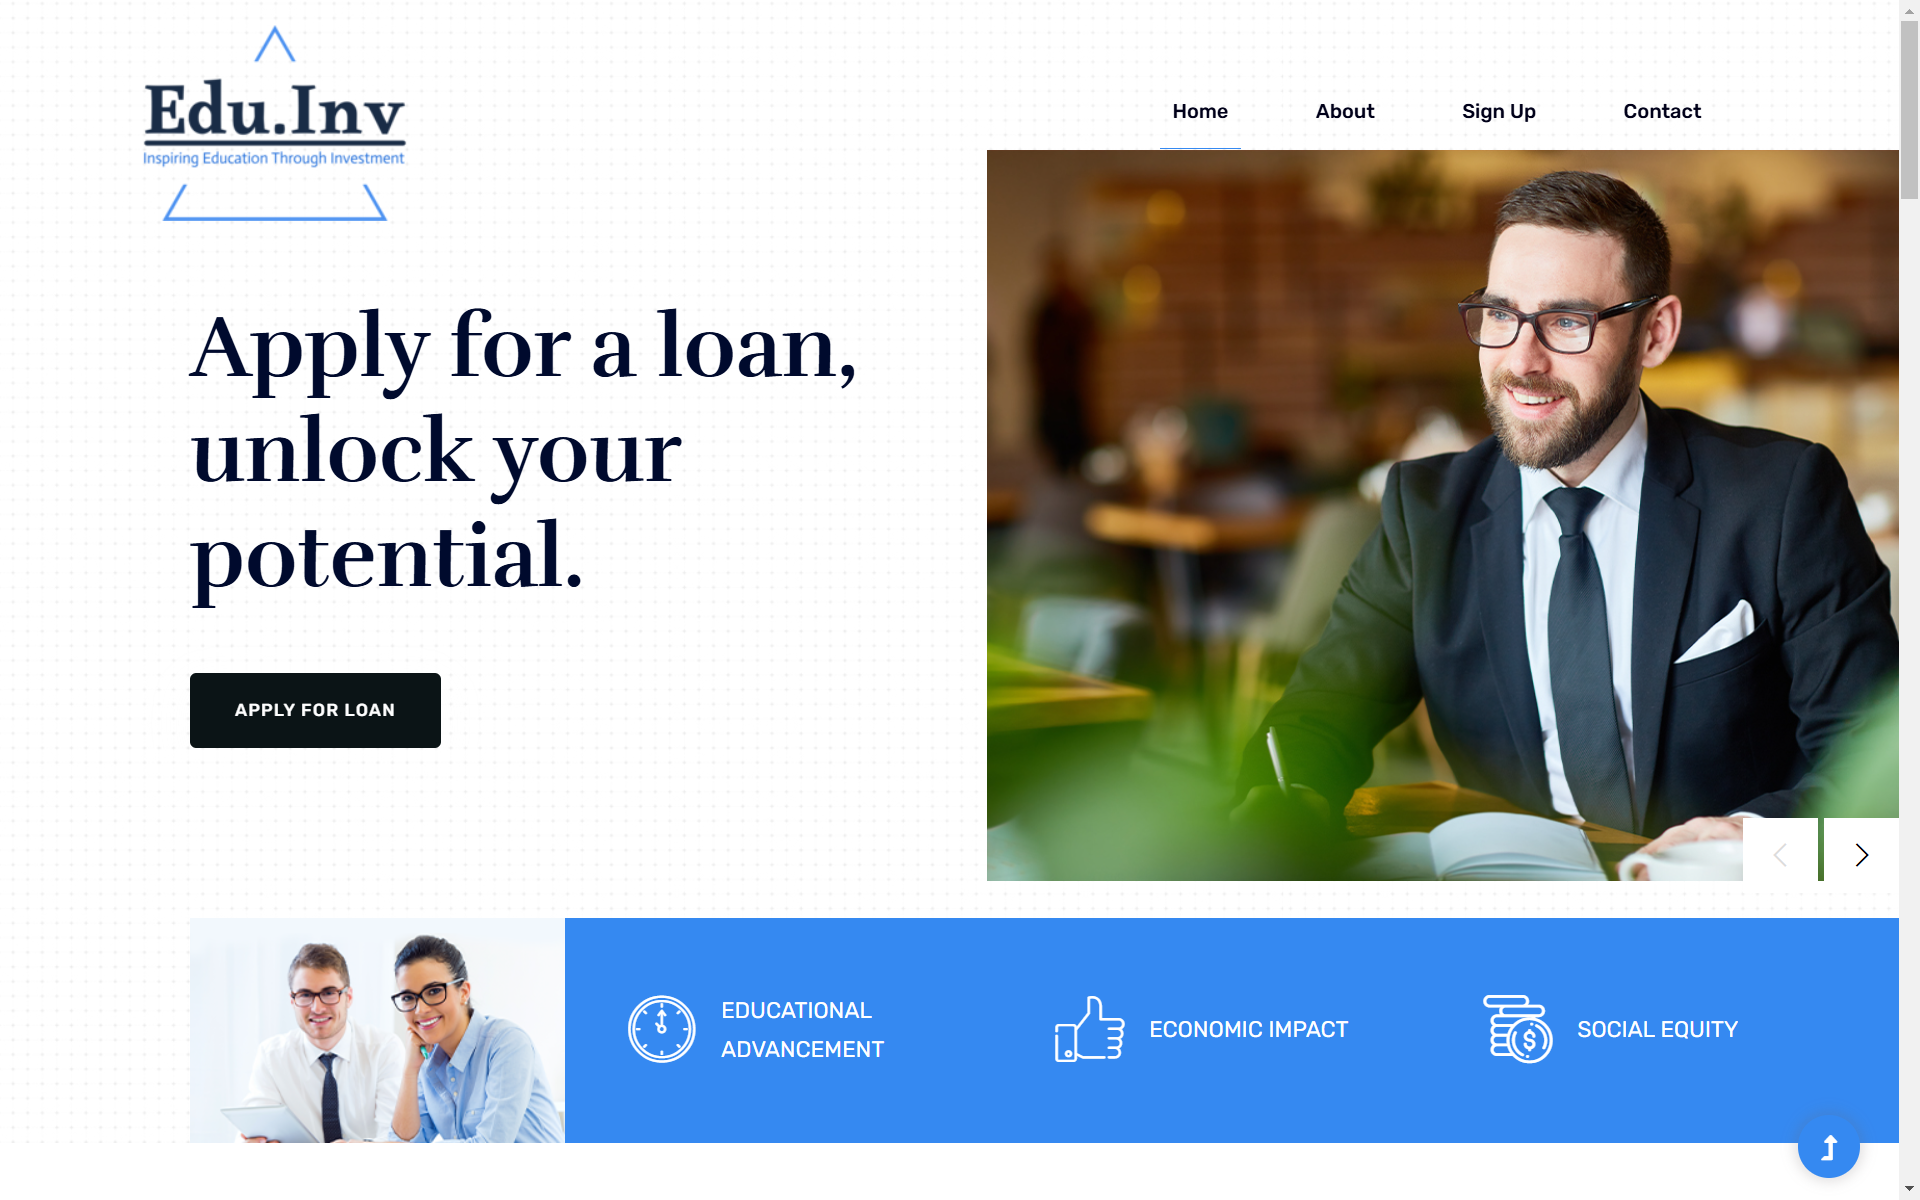 Edu.Inv
Inspiring Education Through Investment
Home
About
Sign Up
Contact
Apply for a loan,
unlock your
potential.
APPLY FOR LOAN
EDUCATIONAL
ADVANCEMENT
ECONOMIC IMPACT
$
SOCIAL EQUITY